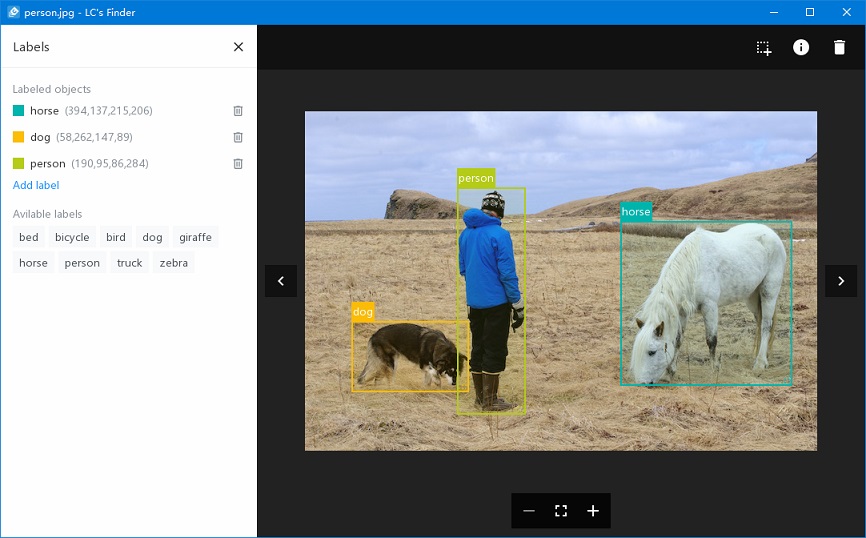 person.jpg - LC's Finder
Labels
Labeled objects
horse (394,137,215,206)
dog (58,262,147,89)
person (190,95,86,284)
Add label
Avilable labels
bed bicycle bird dog giraffe
horse person truck zebra
person
horse
dog